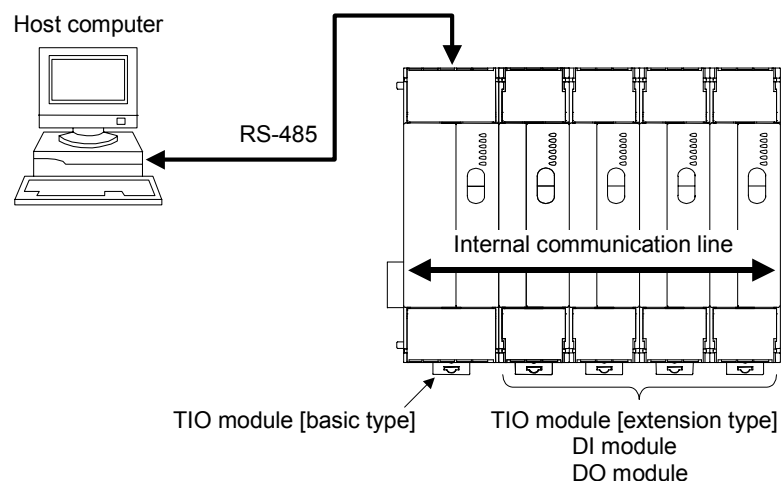 Host computer
RS-485
Internal communication line
TIO module [basic type]
TIO module [extension type]
DI module
DO module